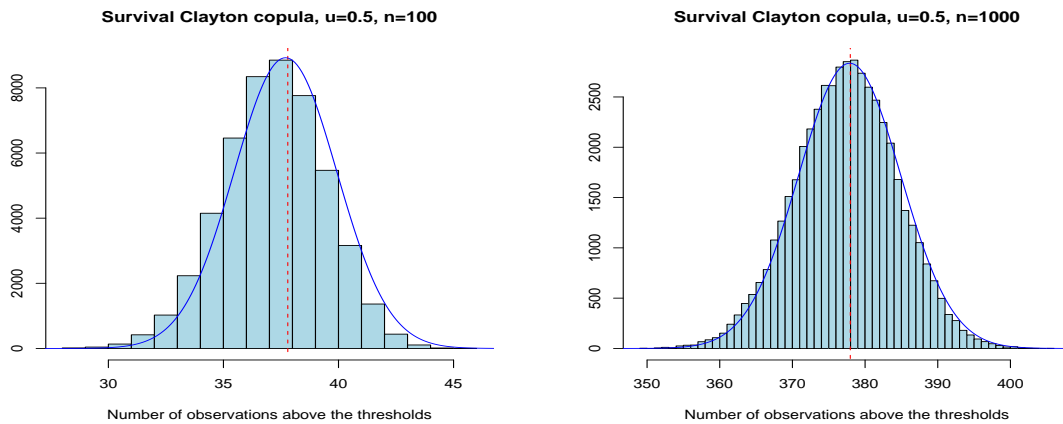 Survival Clayton copula, u=0.5, n=100
8000
6000
4000
2000
0
30 35 40 45
Number of observations above the thresholds
Survival Clayton copula, u=0.5, n=1000
2500
2000
1500
1000
500
0
350 360 370 380 390 400
Number of observations above the thresholds